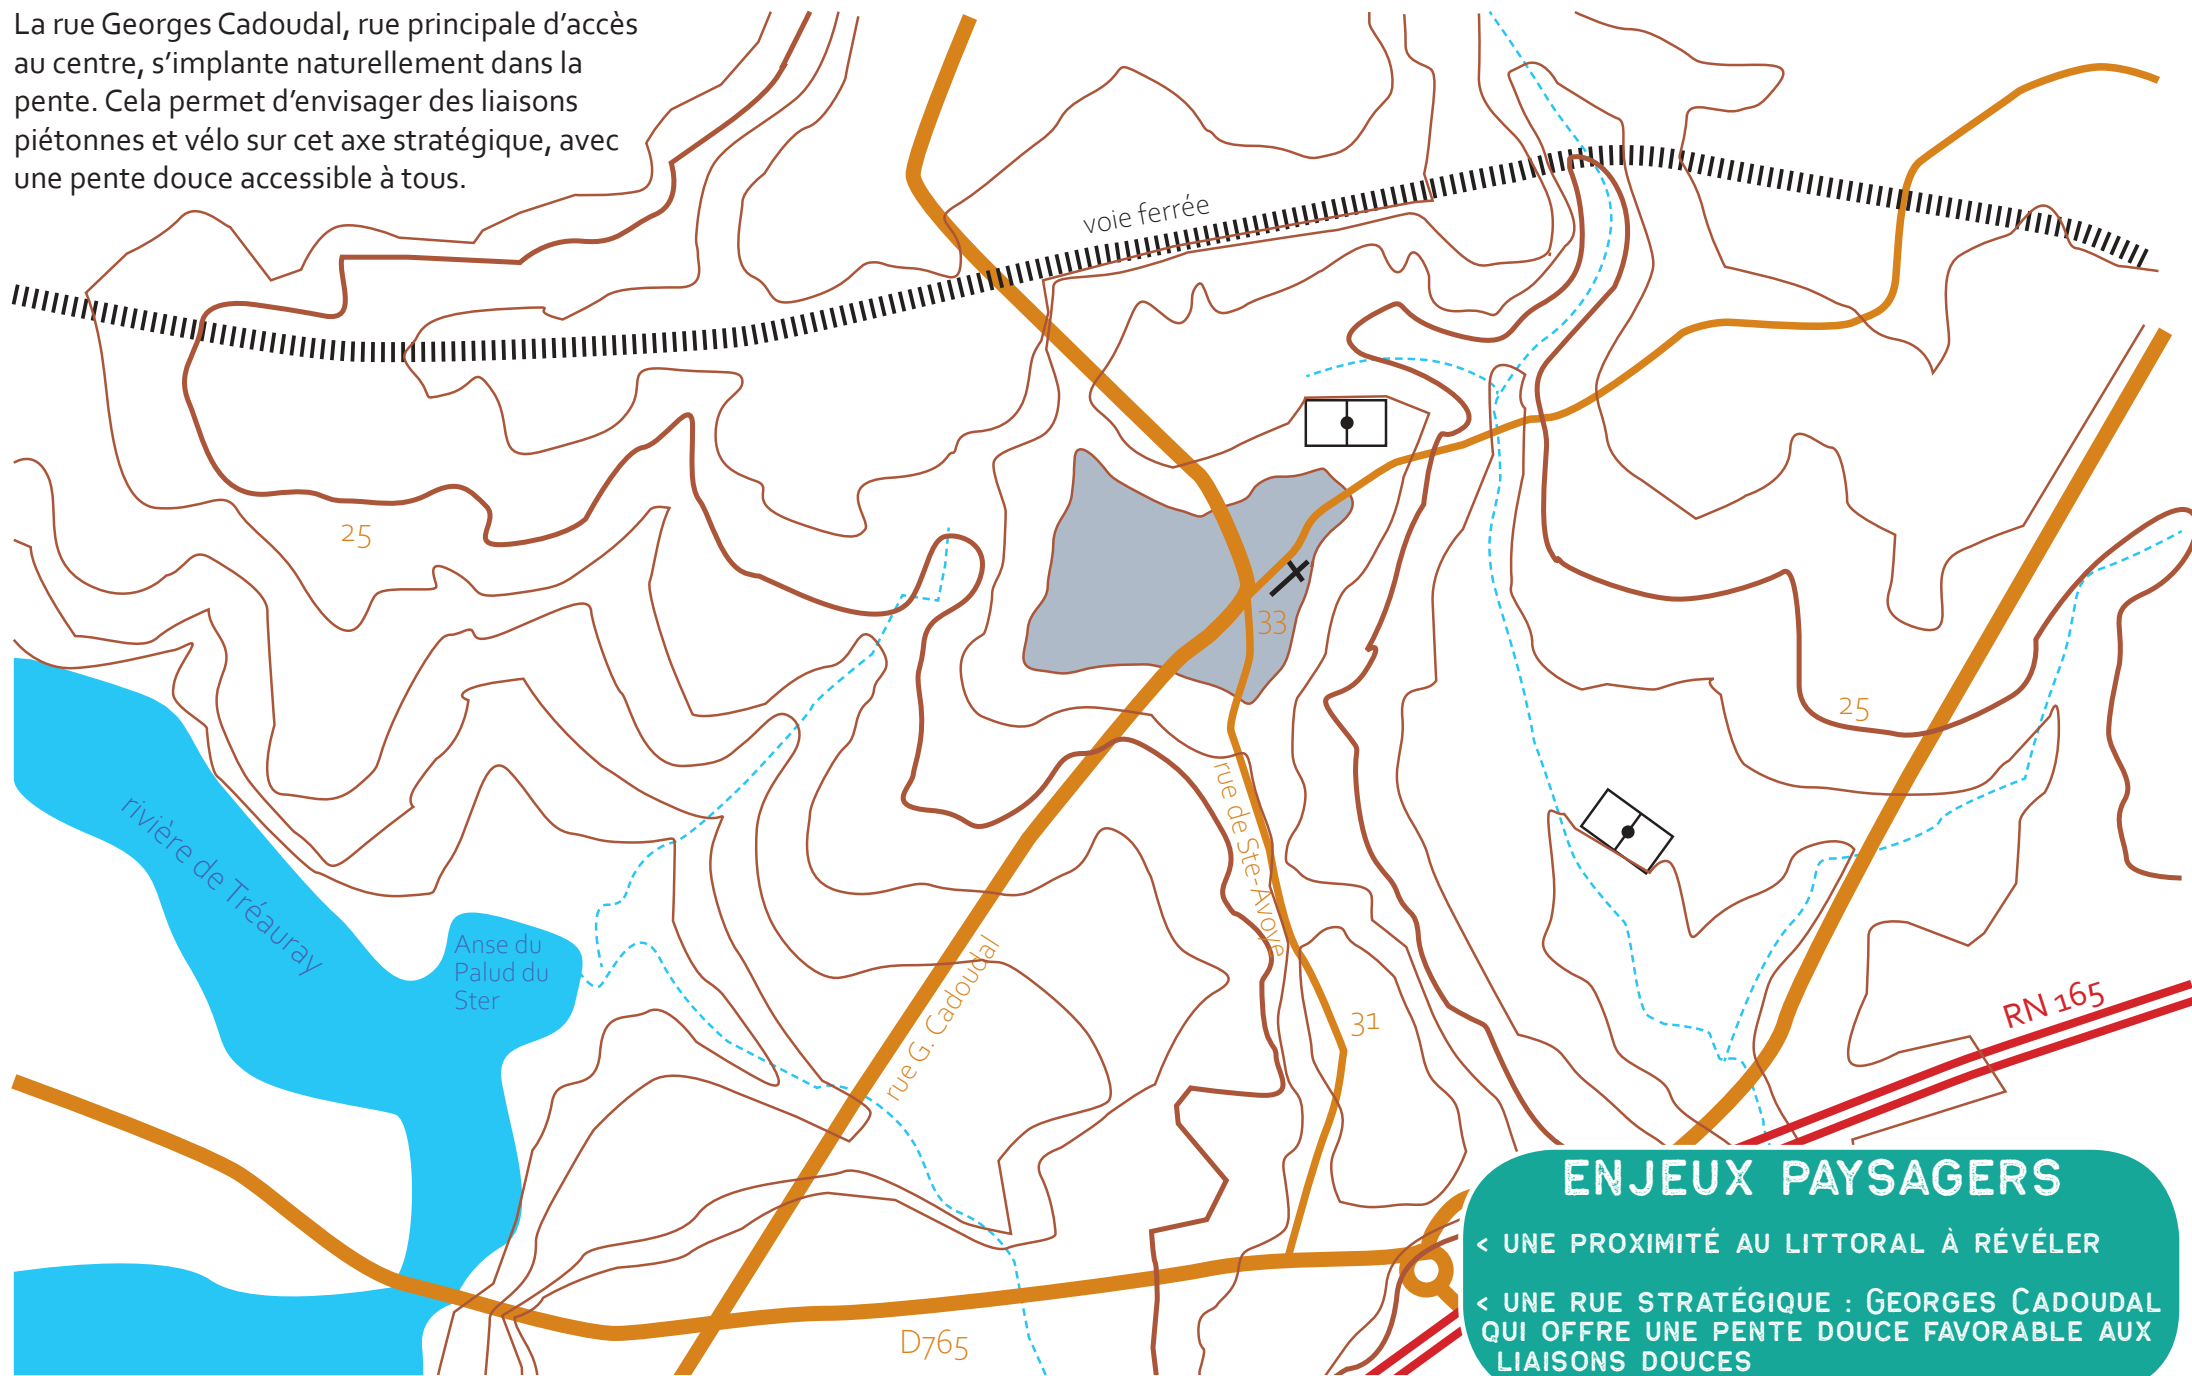 La rue Georges Cadoudal, rue principale d’accès
au centre, s’implante naturellement dans la
pente. Cela permet d’envisager des liaisons
piétonnes et vélo sur cet axe stratégique, avec
une pente douce accessible à tous.
voie ferrée
25
33
25
rue de Ste-Avoye
rivière de Tréauray
Anse du
Palud du
Ster
rue G. Cadoudal
31
RN 165
D765
ENJEUX PAYSAGERS
< UNE PROXIMITÉ AU LITTORAL À RÉVÉLER
< UNE RUE STRATÉGIQUE : GEORGES CADOUDAL
QUI OFFRE UNE PENTE DOUCE FAVORABLE AUX
LIAISONS DOUCES